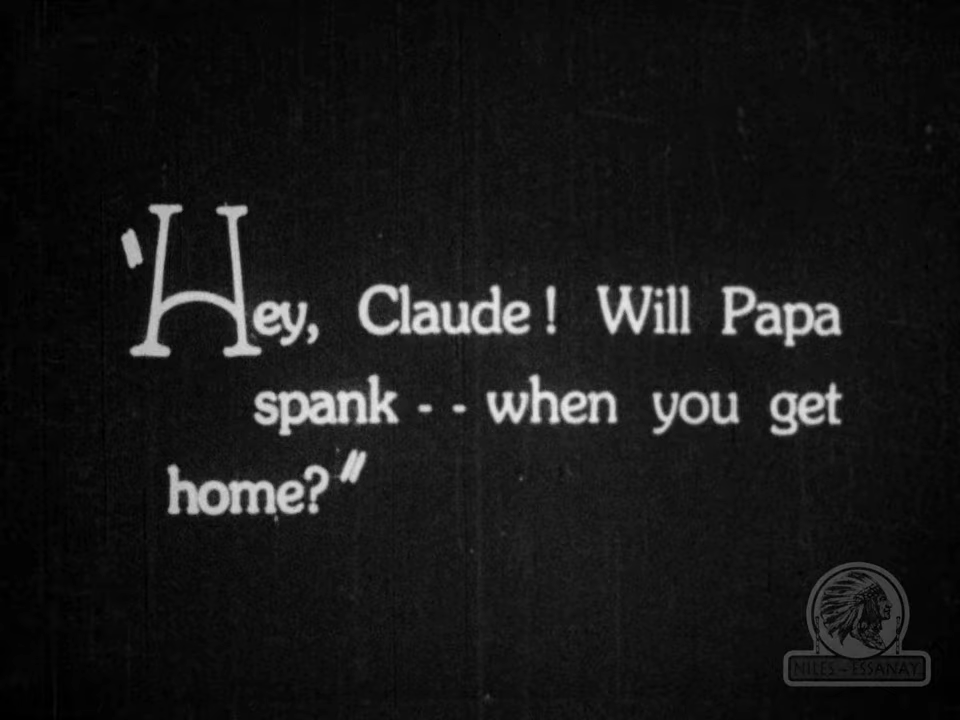 "Hey, Claude! Will Papa
spank -- when you get
home?"
NILES-ESSANAY